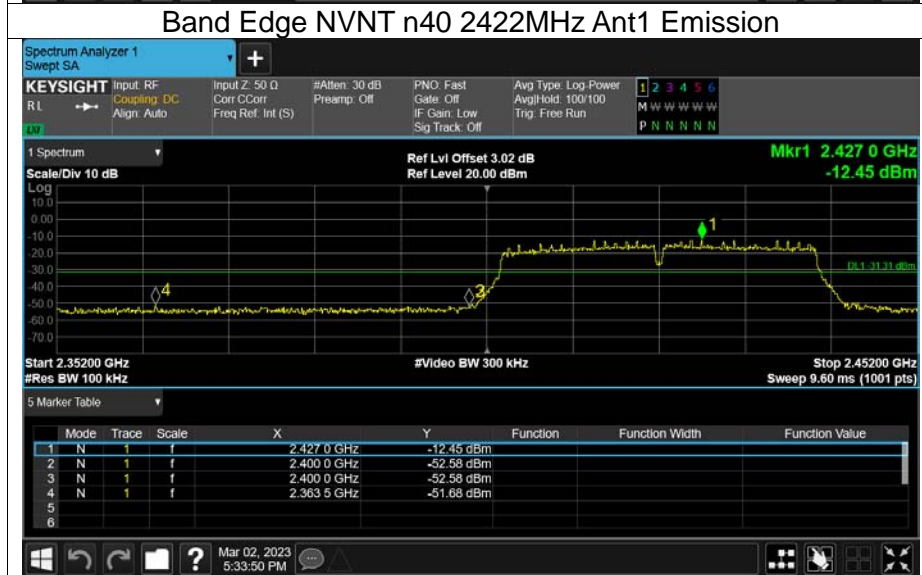 Band Edge NVNT n40 2422MHz Ant1 Emission
Spectrum Analyzer 1
Swept SA
+
KEYSIGHT Input: RF Input Z: 50 Ω #Atten: 30 dB PNO: Fast Avg Type: Log-Power 1 2 3 4 5 6
R L Coupling: DC Corr CCorr Preamp: Off Gate: Off Avg|Hold: 100/100 M W W W W W
Align: Auto Freq Ref: Int (S) IF Gain: Low Trig: Free Run
LXI Sig Track: Off P N N N N N
1 Spectrum Ref Lvl Offset 3.02 dB Mkr1 2.427 0 GHz
Scale/Div 10 dB Ref Level 20.00 dBm -12.45 dBm
Log
10.0
0.00
1
-10.0
-20.0
-30.0 DL1 -31.31 dBm
-40.0
4 3
-50.0
-60.0
-70.0
Start 2.35200 GHz #Video BW 300 kHz Stop 2.45200 GHz
#Res BW 100 kHz Sweep 9.60 ms (1001 pts)
5 Marker Table
Mode Trace Scale X Y Function Function Width Function Value
1 N 1 f 2.427 0 GHz -12.45 dBm
2 N 1 f 2.400 0 GHz -52.58 dBm
3 N 1 f 2.400 0 GHz -52.58 dBm
4 N 1 f 2.363 5 GHz -51.68 dBm
5
6
? Mar 02, 2023
5:33:50 PM